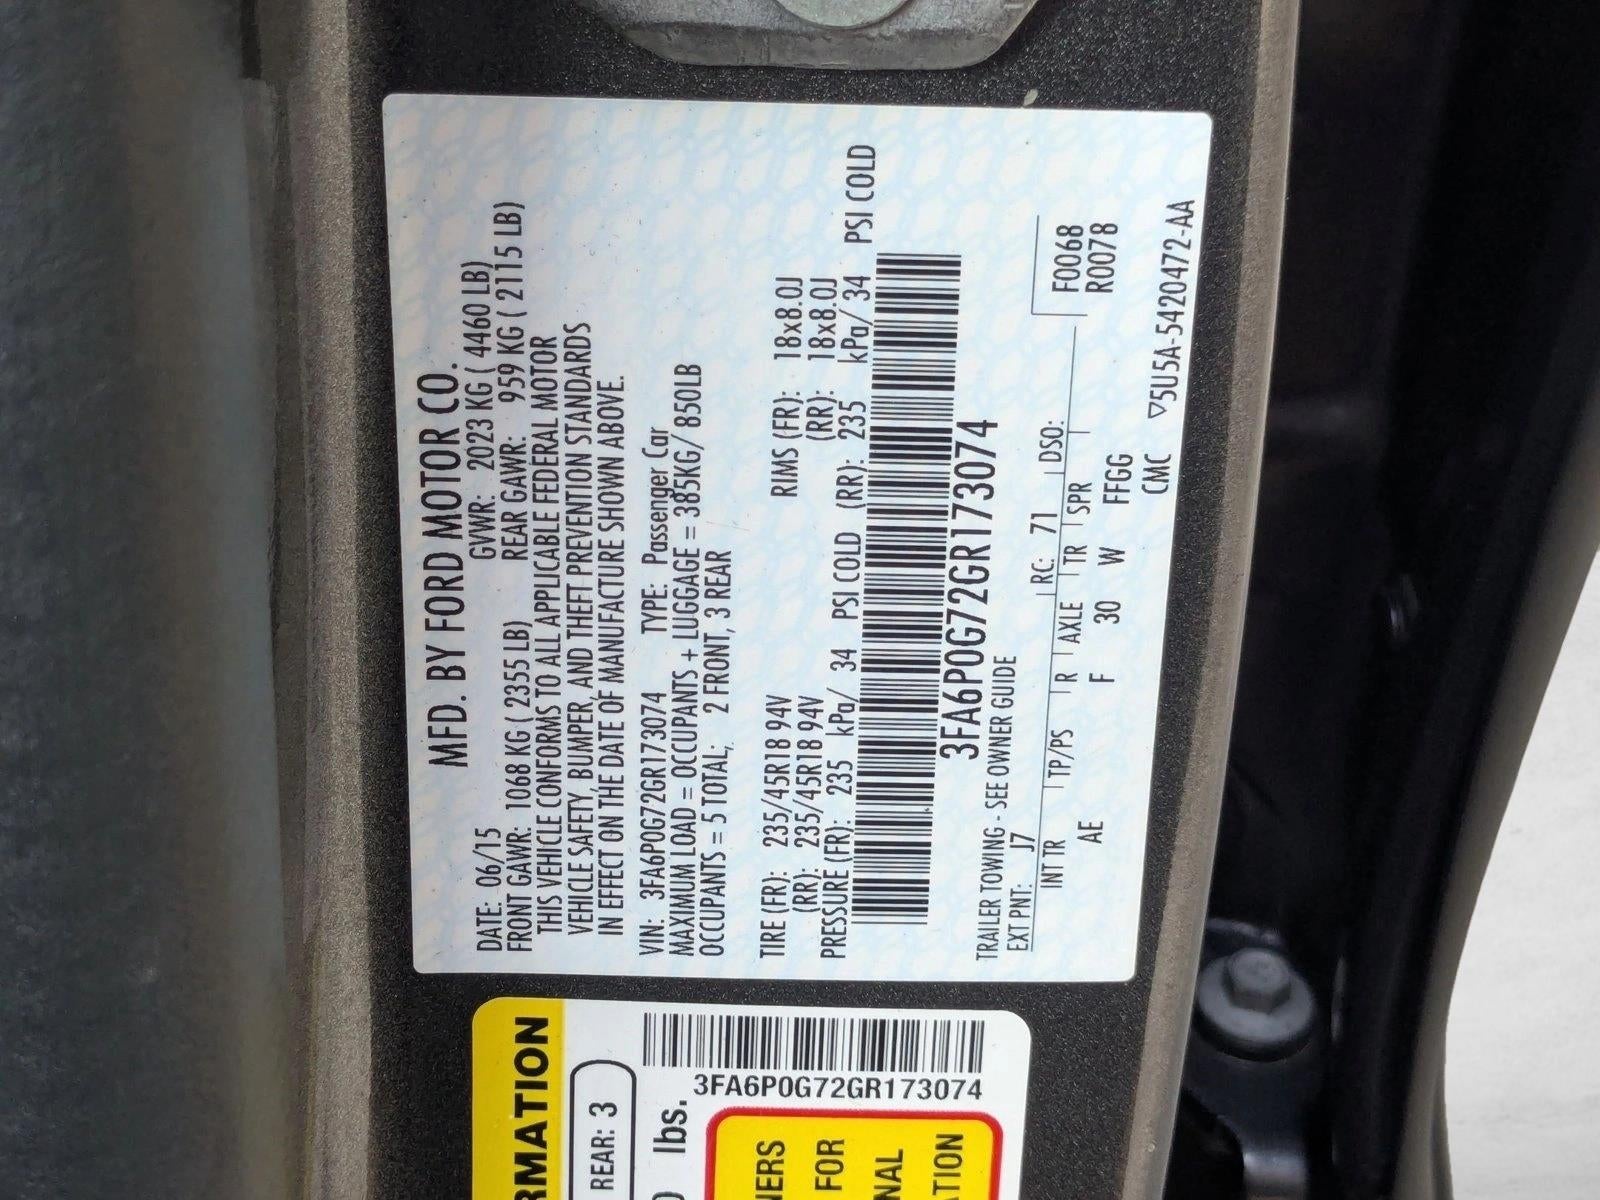 MFD. BY FORD MOTOR CO.
DATE: 06/15 GVWR: 2023 KG ( 4460 LB)
FRONT GAWR: 1068 KG ( 2355 LB) REAR GAWR: 959 KG ( 2115 LB)
THIS VEHICLE CONFORMS TO ALL APPLICABLE FEDERAL MOTOR
VEHICLE SAFETY, BUMPER, AND THEFT PREVENTION STANDARDS
IN EFFECT ON THE DATE OF MANUFACTURE SHOWN ABOVE.
VIN: 3FA6P0G72GR173074 TYPE: Passenger Car
MAXIMUM LOAD = OCCUPANTS + LUGGAGE = 385KG/ 850LB
OCCUPANTS = 5 TOTAL, 2 FRONT, 3 REAR
TIRE (FR): 235/45R18 94V RIMS (FR): 18x8.0J
(RR): 235/45R18 94V (RR): 18x8.0J
PRESSURE (FR): 235 kPa/ 34 PSI COLD (RR): 235 kPa/ 34 PSI COLD
3FA6P0G72GR173074
TRAILER TOWING - SEE OWNER GUIDE
EXT PNT: J7 RC: 71 DSO:
INT TR TP/PS R AXLE TR SPR F0068
AE F 30 W FFGG R0078
CMC
▽5U5A-5420472-AA
RMATION
REAR: 3
lbs.
3FA6P0G72GR173074
NERS
FOR
NAL
ATION